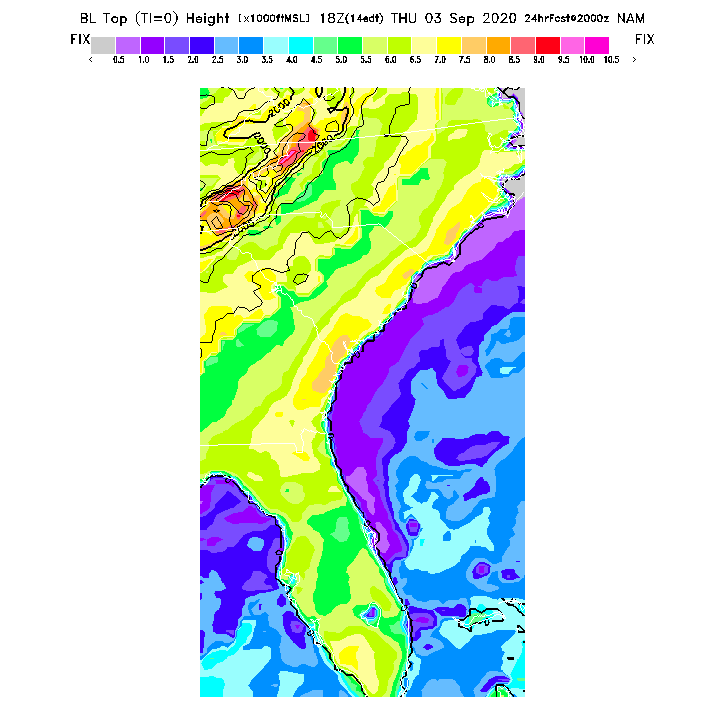 BL Top (TI=0) Height [x1000ftMSL] 18Z(14edt) THU 03 Sep 2020 24hrFcst@2000z NAM
FIX FIX
< 0.5 1.0 1.5 2.0 2.5 3.0 3.5 4.0 4.5 5.0 5.5 6.0 6.5 7.0 7.5 8.0 8.5 9.0 9.5 10.0 10.5 >
2000
2000
2000